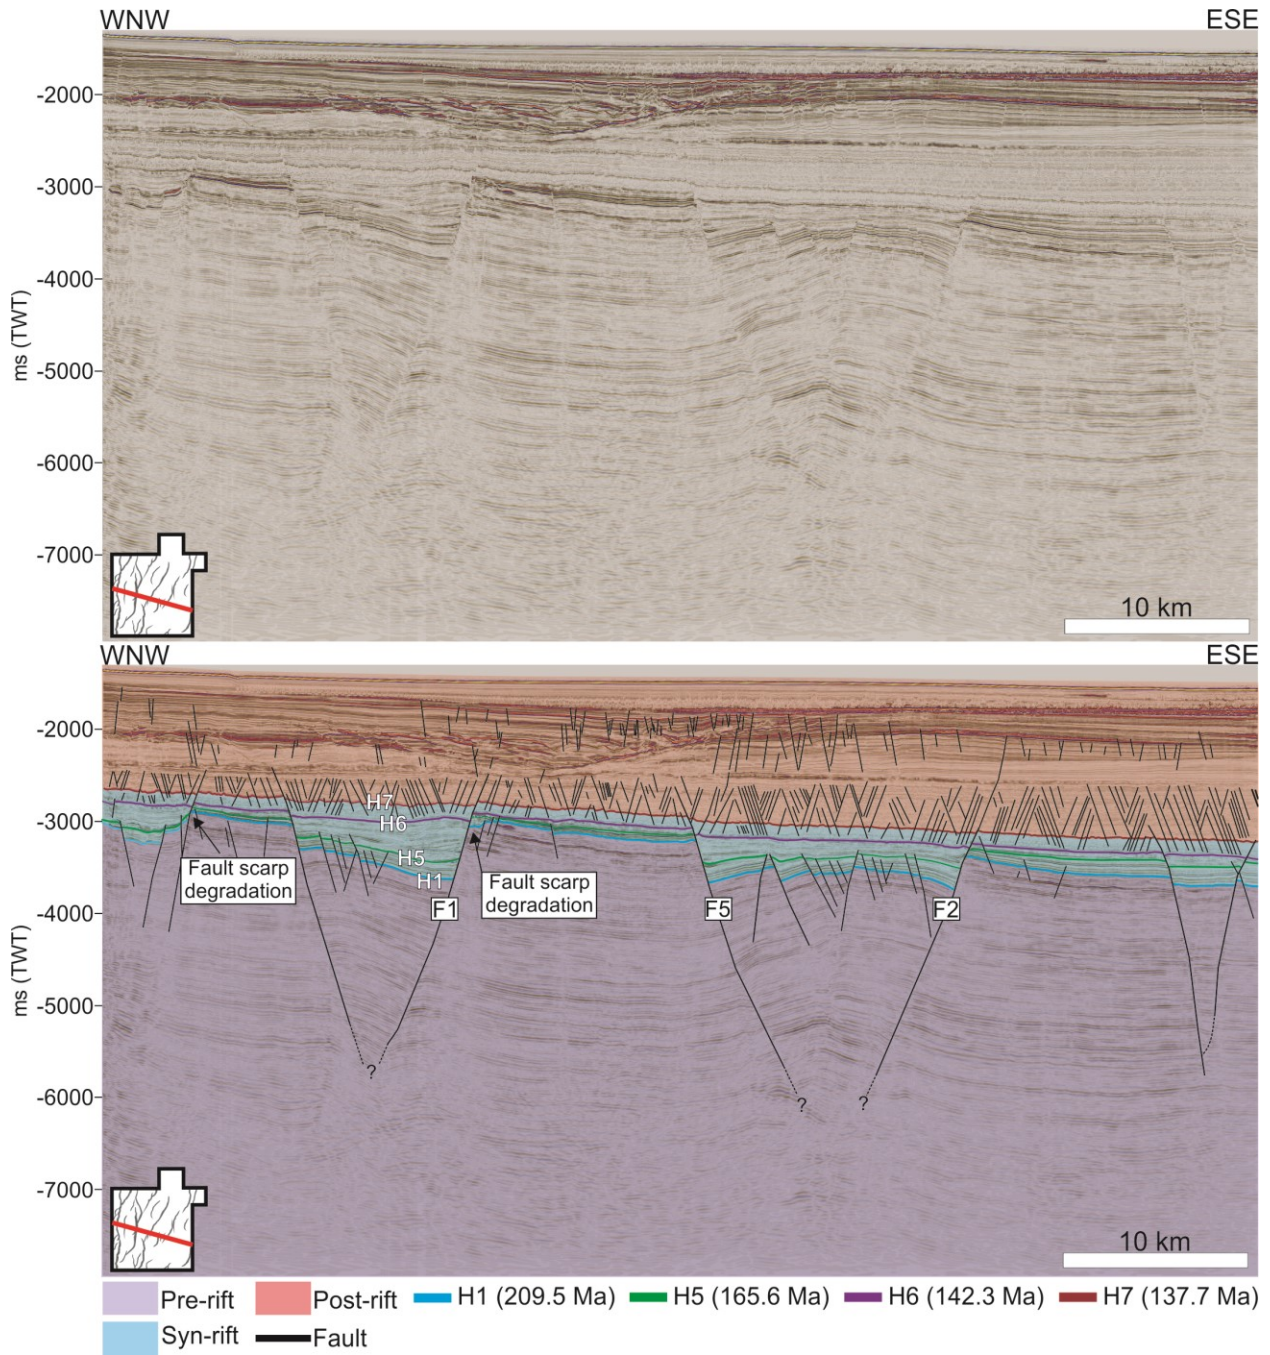 WNW ESE
-2000
-3000
-4000
ms (TWT)
-5000
-6000
-7000
10 km
WNW ESE
-2000
H7
H6
-3000
Fault scarp
degradation
H5
H1
Fault scarp
degradation
-4000
F1 F5 F2
ms (TWT)
-5000
?
-6000
? ?
-7000
10 km
Pre-rift Post-rift H1 (209.5 Ma) H5 (165.6 Ma) H6 (142.3 Ma) H7 (137.7 Ma)
Syn-rift Fault